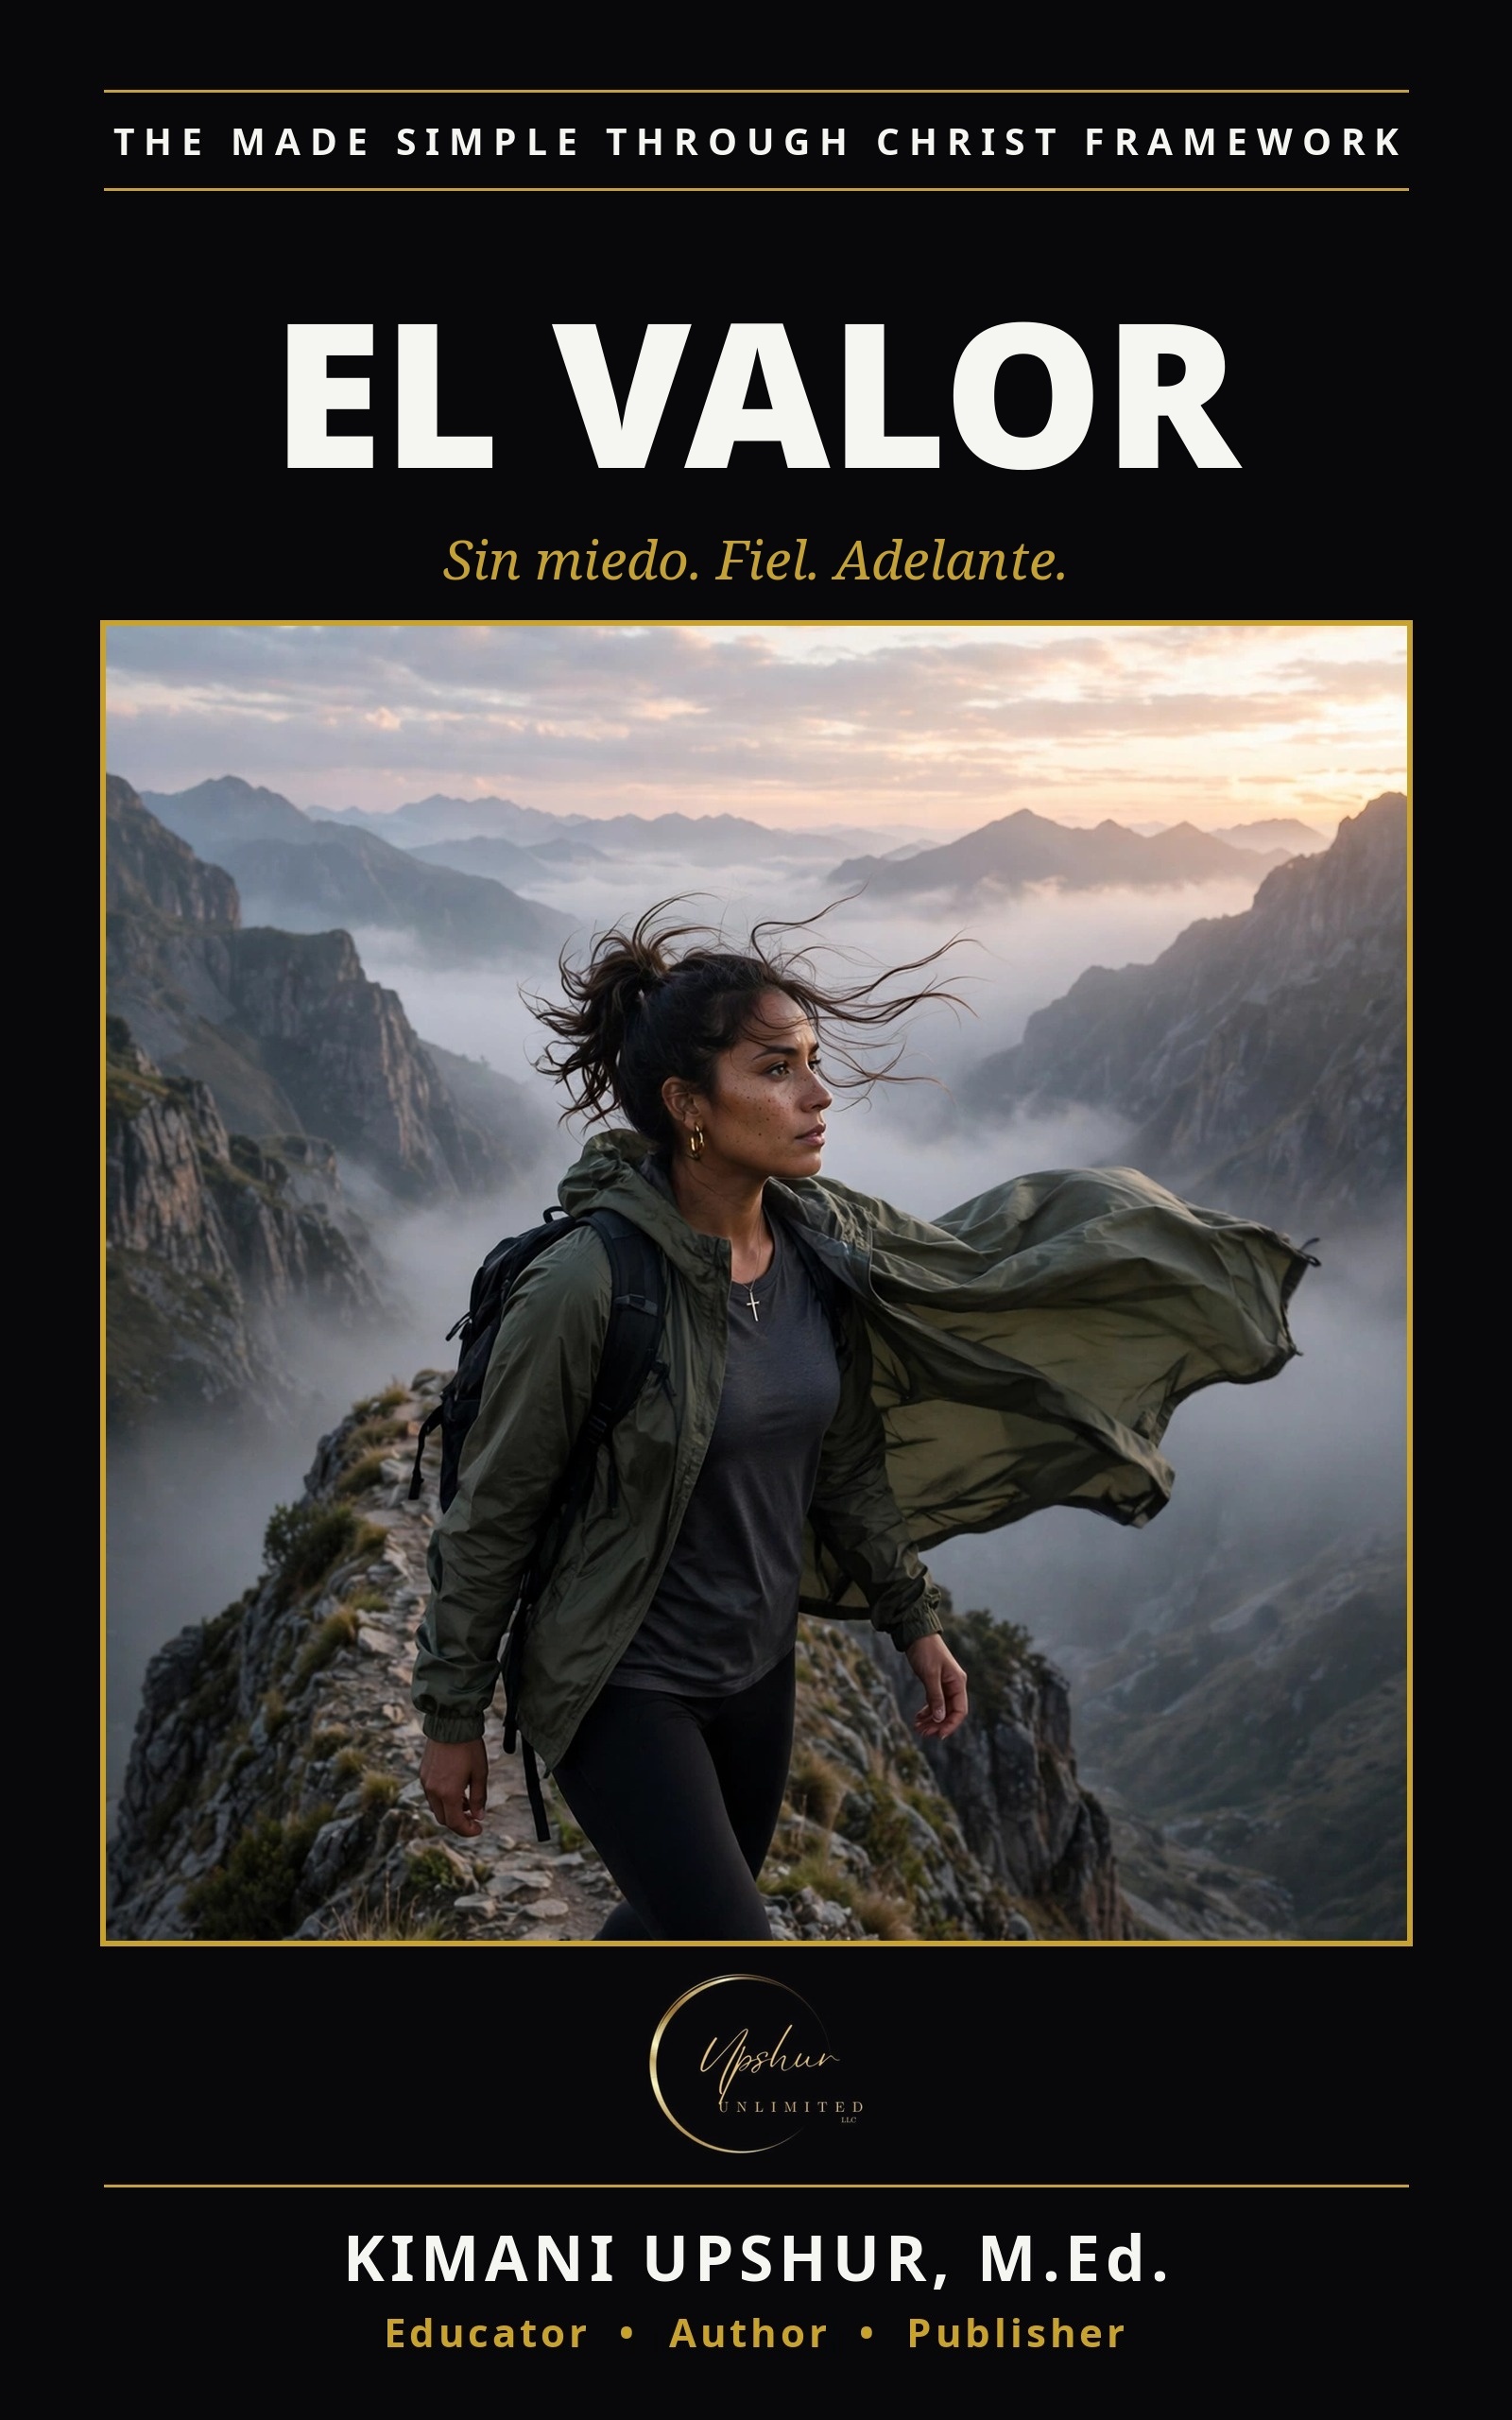 THE MADE SIMPLE THROUGH CHRIST FRAMEWORK
EL VALOR
Sin miedo. Fiel. Adelante.
Upshur
UNLIMITED
LLC
KIMANI UPSHUR, M.Ed.
Educator • Author • Publisher